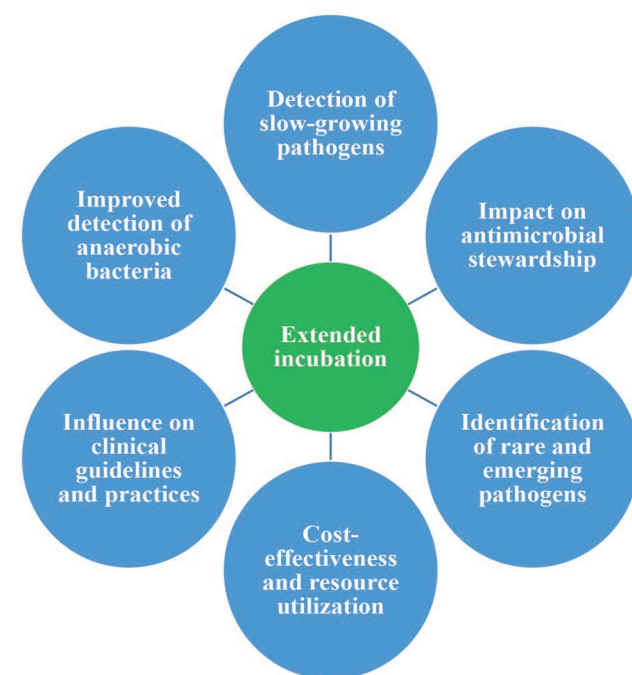 Detection of
slow-growing
pathogens
Impact on
antimicrobial
stewardship
Identification
of rare and
emerging
pathogens
Cost-
effectiveness
and resource
utilization
Influence on
clinical
guidelines
and practices
Improved
detection of
anaerobic
bacteria
Extended
incubation